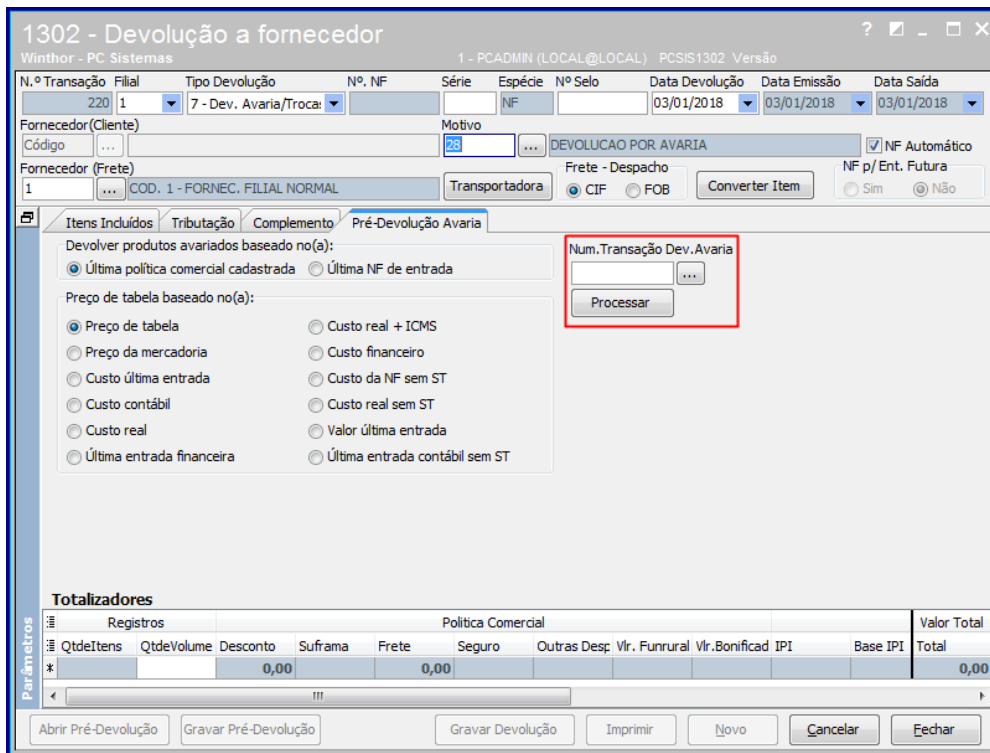 1302 - Devolução a fornecedor
Winthor - PC Sistemas 1 - PCADMIN (LOCAL@LOCAL) PCSIS1302 Versão
N.º Transação Filial Tipo Devolução Nº. NF Série Espécie Nº Selo Data Devolução Data Emissão Data Saída
220 1 7 - Dev. Avaria/Troca: NF 03/01/2018 03/01/2018 03/01/2018
Fornecedor(Cliente) Motivo
Código ... 28 ... DEVOLUCAO POR AVARIA NF Automático
Fornecedor (Frete) Frete - Despacho NF p/ Ent. Futura
1 ... COD. 1 - FORNEC. FILIAL NORMAL Transportadora CIF FOB Converter Item Sim Não
Itens Incluídos Tributação Complemento Pré-Devolução Avaria
Devolver produtos avariados baseado no(a): Num.Transação Dev.Avaria
Última política comercial cadastrada Última NF de entrada ...
Preço de tabela baseado no(a): Processar
Preço de tabela Custo real + ICMS
Preço da mercadoria Custo financeiro
Custo última entrada Custo da NF sem ST
Custo contábil Custo real sem ST
Custo real Valor última entrada
Última entrada financeira Última entrada contábil sem ST
Parâmetros
Totalizadores
Registros Politica Comercial Valor Total
QtdeItens QtdeVolume Desconto Suframa Frete Seguro Outras Desp Vlr. Funrural Vlr.Bonificad IPI Base IPI Total
* 0,00 0,00 0,00
Abrir Pré-Devolução Gravar Pré-Devolução Gravar Devolução Imprimir Novo Cancelar Fechar